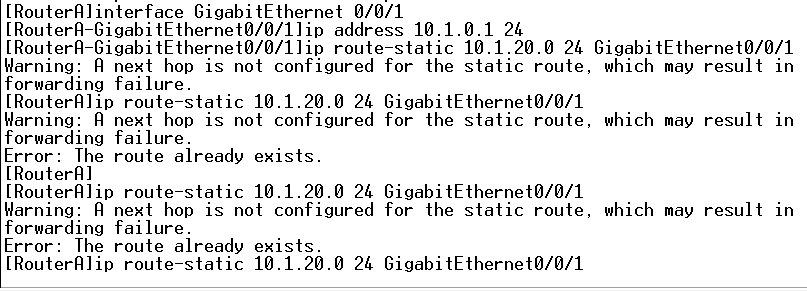 [RouterA]interface GigabitEthernet 0/0/1
[RouterA-GigabitEthernet0/0/1]ip address 10.1.0.1 24
[RouterA-GigabitEthernet0/0/1]ip route-static 10.1.20.0 24 GigabitEthernet0/0/1
Warning: A next hop is not configured for the static route, which may result in
forwarding failure.
[RouterA]ip route-static 10.1.20.0 24 GigabitEthernet0/0/1
Warning: A next hop is not configured for the static route, which may result in
forwarding failure.
Error: The route already exists.
[RouterA]
[RouterA]ip route-static 10.1.20.0 24 GigabitEthernet0/0/1
Warning: A next hop is not configured for the static route, which may result in
forwarding failure.
Error: The route already exists.
[RouterA]ip route-static 10.1.20.0 24 GigabitEthernet0/0/1